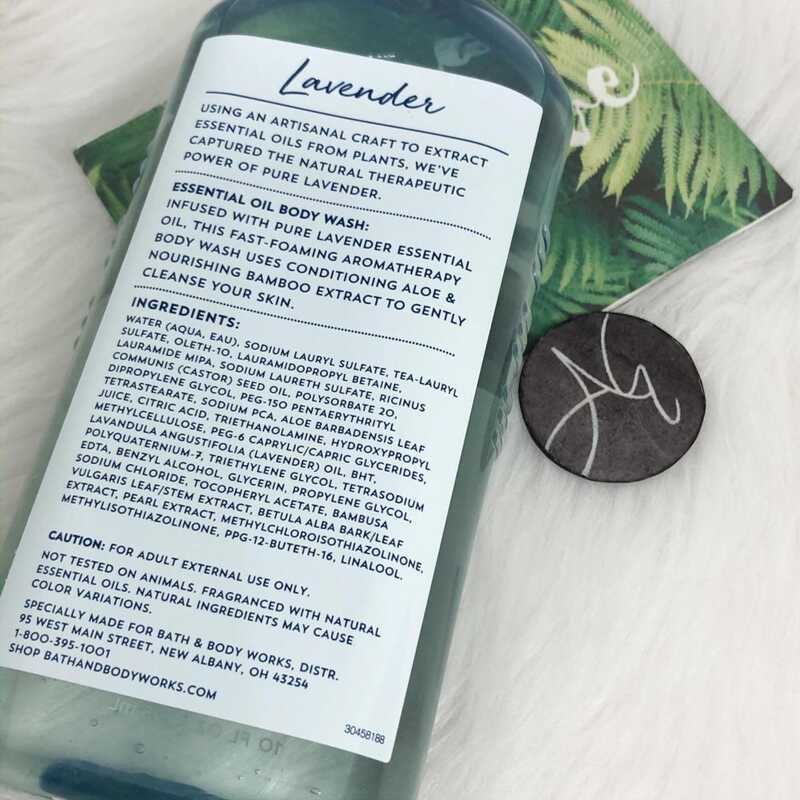 Lavender
USING AN ARTISANAL CRAFT TO EXTRACT
ESSENTIAL OILS FROM PLANTS, WE'VE
CAPTURED THE NATURAL THERAPEUTIC
POWER OF PURE LAVENDER.
ESSENTIAL OIL BODY WASH:
INFUSED WITH PURE LAVENDER ESSENTIAL
OIL, THIS FAST-FOAMING AROMATHERAPY
BODY WASH USES CONDITIONING ALOE &
NOURISHING BAMBOO EXTRACT TO GENTLY
CLEANSE YOUR SKIN.
INGREDIENTS:
WATER (AQUA, EAU), SODIUM LAURYL SULFATE, TEA-LAURYL
SULFATE, OLETH-10, LAURAMIDOPROPYL BETAINE,
LAURAMIDE MIPA, SODIUM LAURETH SULFATE, RICINUS
COMMUNIS (CASTOR) SEED OIL, POLYSORBATE 20,
DIPROPYLENE GLYCOL, PEG-150 PENTAERYTHRITYL
TETRASTEARATE, SODIUM PCA, ALOE BARBADENSIS LEAF
JUICE, CITRIC ACID, TRIETHANOLAMINE, HYDROXYPROPYL
METHYLCELLULOSE, PEG-6 CAPRYLIC/CAPRIC GLYCERIDES,
LAVANDULA ANGUSTIFOLIA (LAVENDER) OIL, BHT,
POLYQUATERNIUM-7, TRIETHYLENE GLYCOL, TETRASODIUM
EDTA, BENZYL ALCOHOL, GLYCERIN, PROPYLENE GLYCOL,
SODIUM CHLORIDE, TOCOPHERYL ACETATE, BAMBUSA
VULGARIS LEAF/STEM EXTRACT, BETULA ALBA BARK/LEAF
EXTRACT, PEARL EXTRACT, METHYLCHLOROISOTHIAZOLINONE,
METHYLISOTHIAZOLINONE, PPG-12-BUTETH-16, LINALOOL.
CAUTION: FOR ADULT EXTERNAL USE ONLY.
NOT TESTED ON ANIMALS. FRAGRANCED WITH NATURAL
ESSENTIAL OILS. NATURAL INGREDIENTS MAY CAUSE
COLOR VARIATIONS.
SPECIALLY MADE FOR BATH & BODY WORKS, DISTR.
95 WEST MAIN STREET, NEW ALBANY, OH 43254
1-800-395-1001
SHOP BATHANDBODYWORKS.COM
30458188